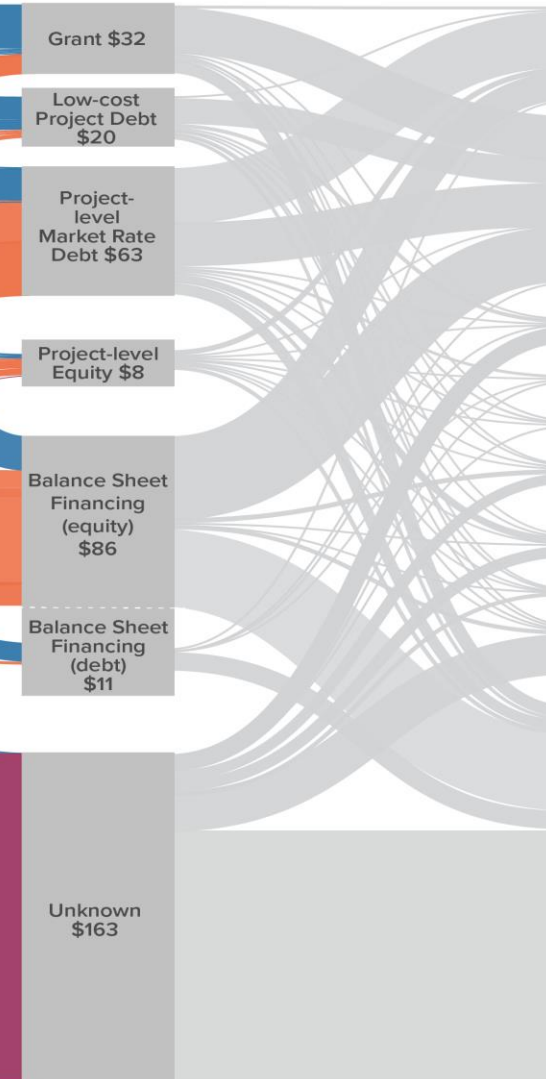 Grant $32
Low-cost
Project Debt
$20
Project-
level
Market Rate
Debt $63
Project-level
Equity $8
Balance Sheet
Financing
(equity)
$86
Balance Sheet
Financing
(debt)
$11
Unknown
$163